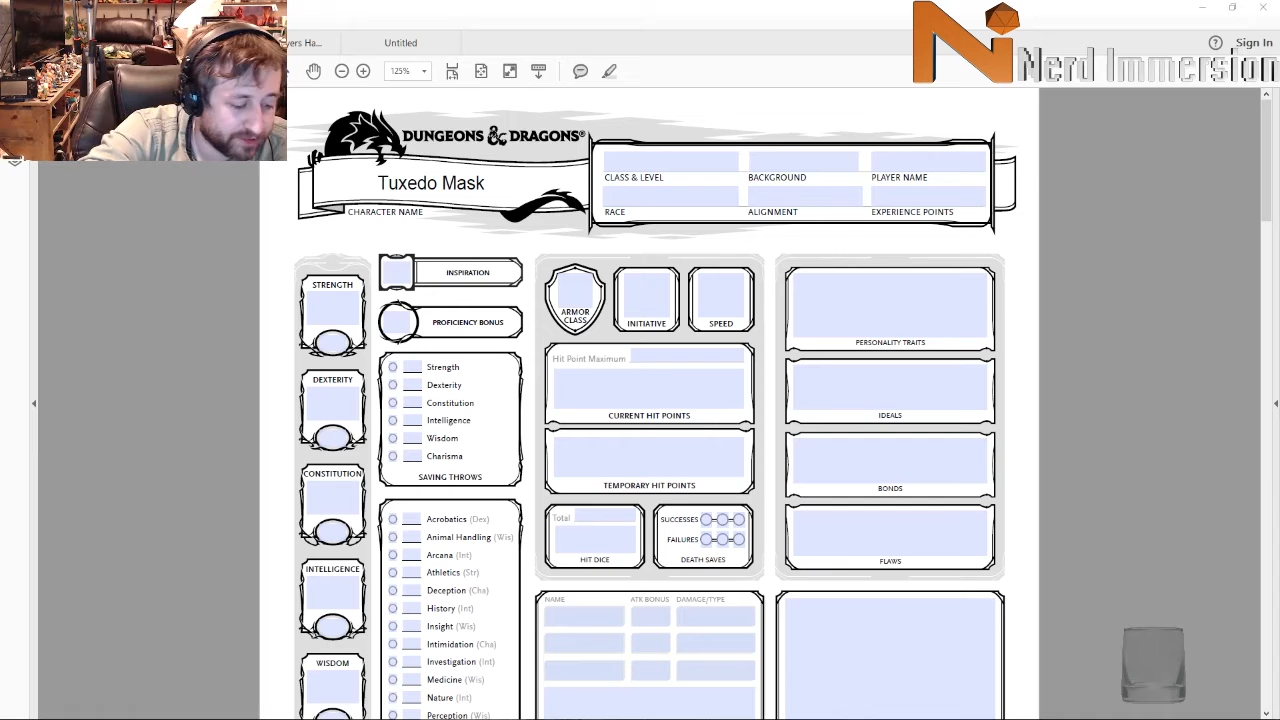 yers Ha...
Untitled
Nerd Immersion
Sign In
125%
DUNGEONS & DRAGONS®
Tuxedo Mask
CHARACTER NAME
CLASS & LEVEL
BACKGROUND
PLAYER NAME
RACE
ALIGNMENT
EXPERIENCE POINTS
STRENGTH
DEXTERITY
CONSTITUTION
INTELLIGENCE
WISDOM
INSPIRATION
PROFICIENCY BONUS
Strength
Dexterity
Constitution
Intelligence
Wisdom
Charisma
SAVING THROWS
Acrobatics (Dex)
Animal Handling (Wis)
Arcana (Int)
Athletics (Str)
Deception (Cha)
History (Int)
Insight (Wis)
Intimidation (Cha)
Investigation (Int)
Medicine (Wis)
Nature (Int)
Perception (Wis)
ARMOR
CLASS
INITIATIVE
SPEED
Hit Point Maximum
CURRENT HIT POINTS
TEMPORARY HIT POINTS
Total
HIT DICE
SUCCESSES
FAILURES
DEATH SAVES
NAME
ATK BONUS
DAMAGE/TYPE
PERSONALITY TRAITS
IDEALS
BONDS
FLAWS